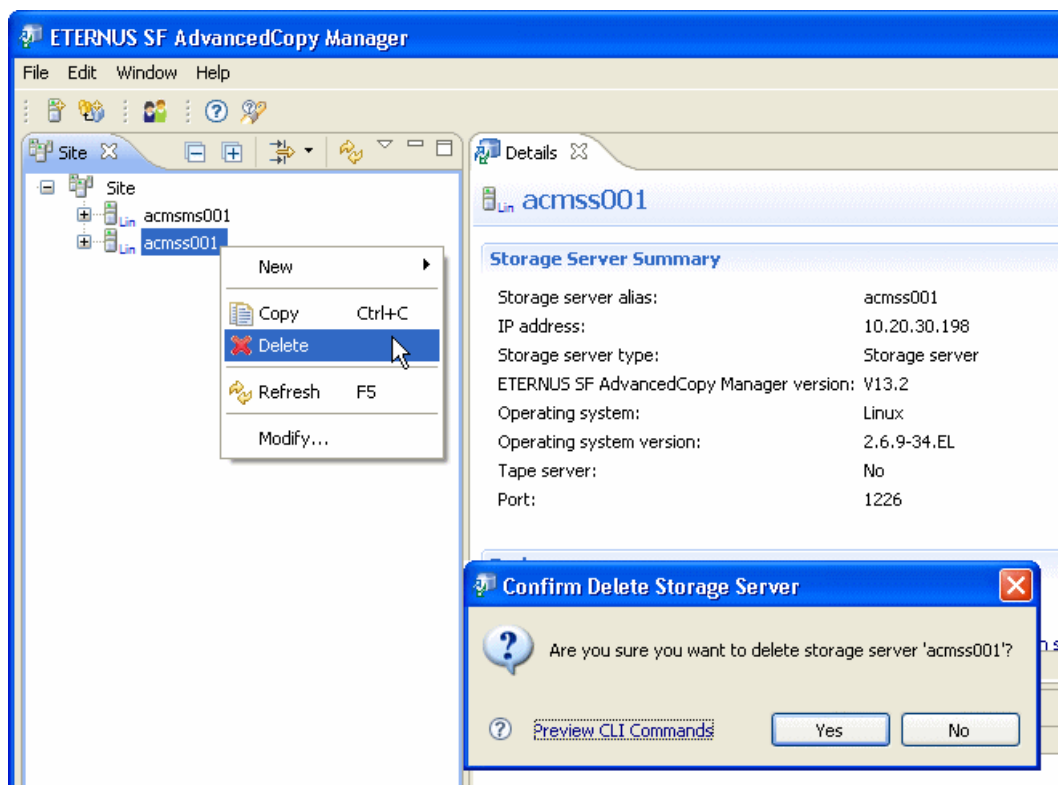 ETERNUS SF AdvancedCopy Manager
File Edit Window Help
Site
Site
Lin acmsms001
Lin acmss001
New
Copy Ctrl+C
Delete
Refresh F5
Modify...
Details
Lin acmss001
Storage Server Summary
Storage server alias: acmss001
IP address: 10.20.30.198
Storage server type: Storage server
ETERNUS SF AdvancedCopy Manager version: V13.2
Operating system: Linux
Operating system version: 2.6.9-34.EL
Tape server: No
Port: 1226
Confirm Delete Storage Server
Are you sure you want to delete storage server 'acmss001'?
Preview CLI Commands
Yes
No